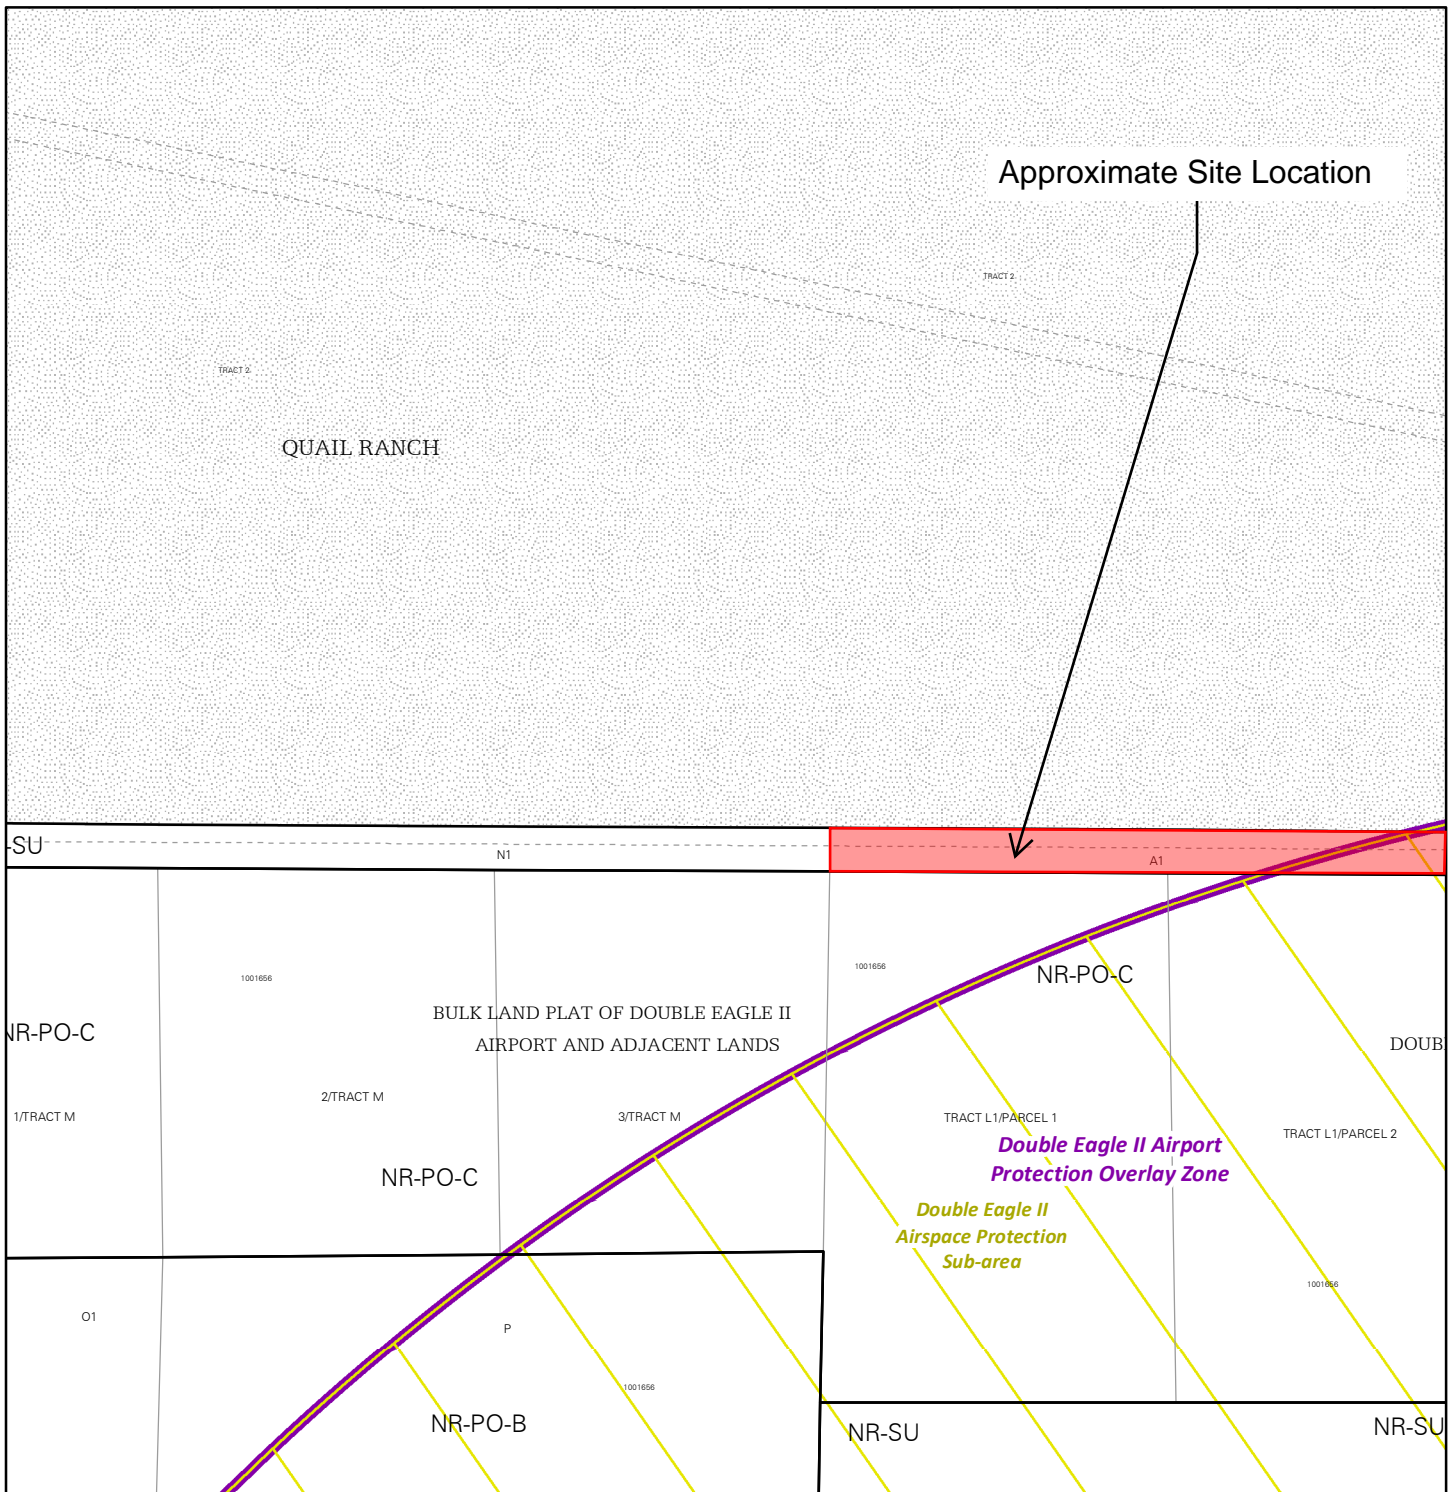 Approximate Site Location
TRACT 2
TRACT 2
QUAIL RANCH
-SU
N1
A1
1001656
1001656
NR-PO-C
BULK LAND PLAT OF DOUBLE EAGLE II
AIRPORT AND ADJACENT LANDS
NR-PO-C
DOUB
2/TRACT M
1/TRACT M
3/TRACT M
TRACT L1/PARCEL 1
TRACT L1/PARCEL 2
Double Eagle II Airport
Protection Overlay Zone
NR-PO-C
Double Eagle II
Airspace Protection
Sub-area
1001656
O1
P
1001656
NR-PO-B
NR-SU
NR-SU